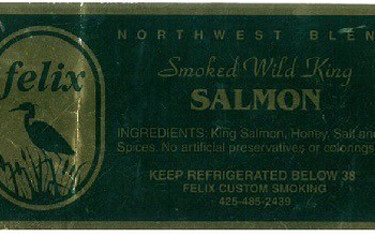 NORTHWEST BLEN
felix
Smoked Wild King
SALMON
INGREDIENTS: King Salmon, Honey, Salt and
Spices. No artificial preservatives or colorings
KEEP REFRIGERATED BELOW 38
FELIX CUSTOM SMOKING
425-485-2439